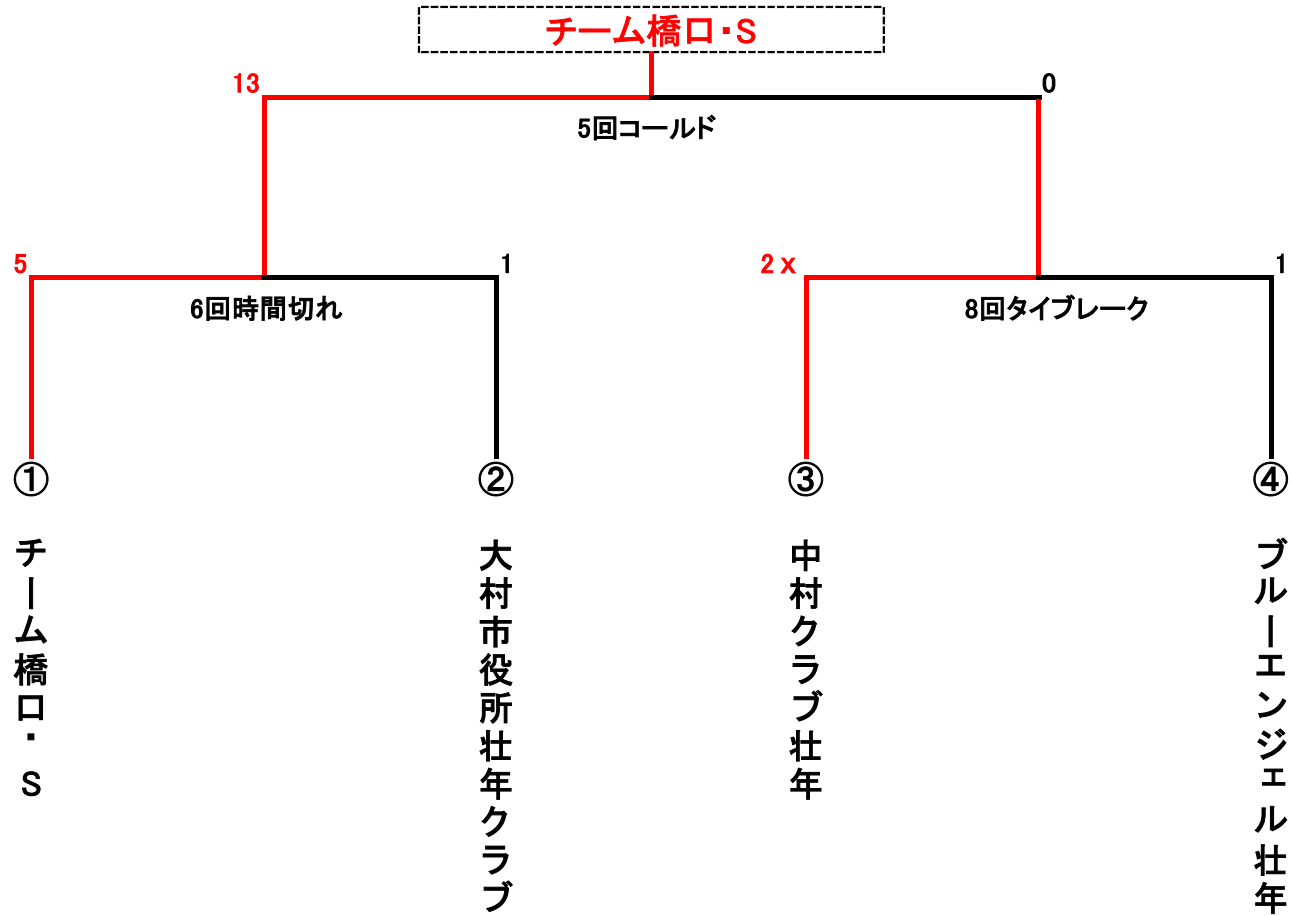 チーム橋口・S
13
0
5回コールド
5
1
2x
1
6回時間切れ
8回タイブレーク
①
②
③
④
チーム橋口・S
大村市役所壮年クラブ
中村クラブ壮年
ブルーエンジェル壮年